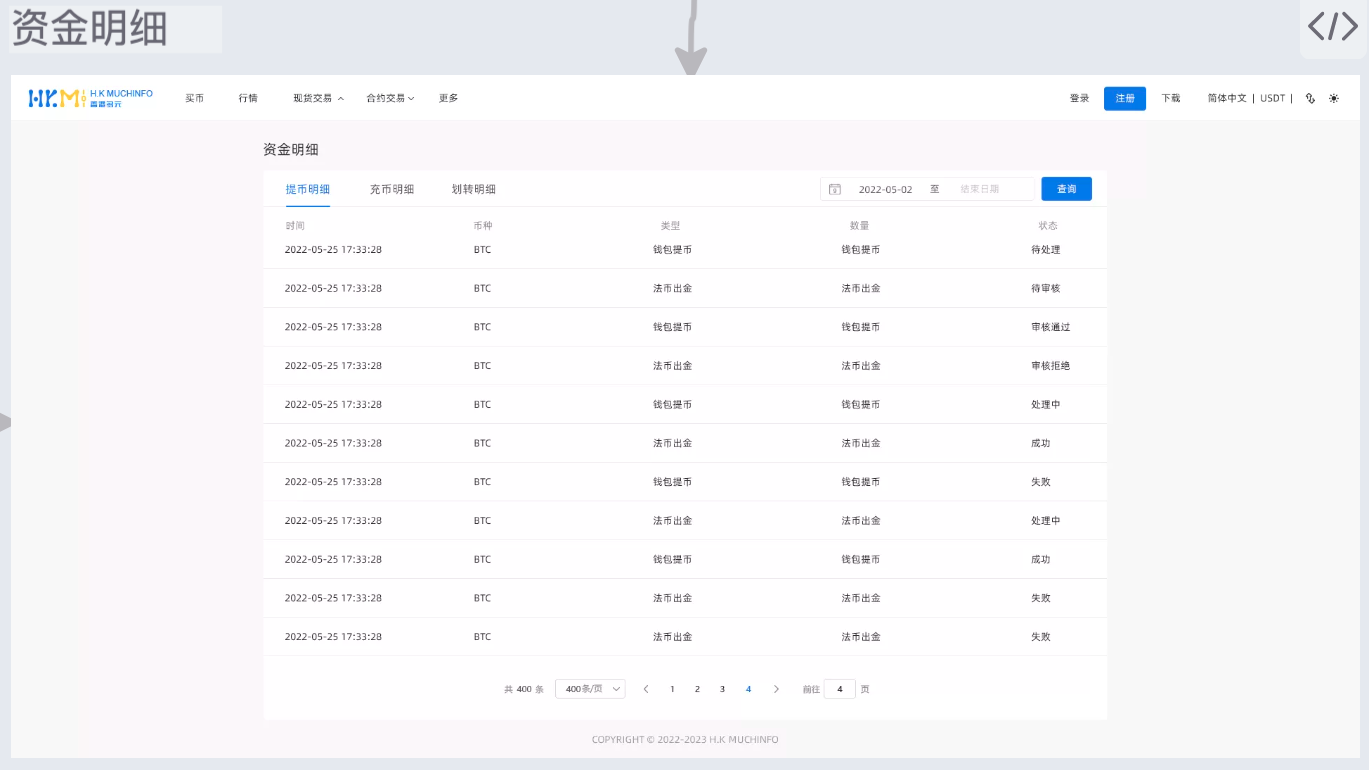 资金明细
H.K MUCHINFO
香港多元
买币 行情 现货交易 合约交易 更多 登录 注册 下载 简体中文 | USDT |
资金明细
提币明细 充币明细 划转明细 2022-05-02 至 结束日期 查询
时间 币种 类型 数量 状态
2022-05-25 17:33:28 BTC 钱包提币 钱包提币 待处理
2022-05-25 17:33:28 BTC 法币出金 法币出金 待审核
2022-05-25 17:33:28 BTC 钱包提币 钱包提币 审核通过
2022-05-25 17:33:28 BTC 法币出金 法币出金 审核拒绝
2022-05-25 17:33:28 BTC 钱包提币 钱包提币 处理中
2022-05-25 17:33:28 BTC 法币出金 法币出金 成功
2022-05-25 17:33:28 BTC 钱包提币 钱包提币 失败
2022-05-25 17:33:28 BTC 法币出金 法币出金 处理中
2022-05-25 17:33:28 BTC 钱包提币 钱包提币 成功
2022-05-25 17:33:28 BTC 法币出金 法币出金 失败
2022-05-25 17:33:28 BTC 法币出金 法币出金 失败
共 400 条 400条/页 1 2 3 4 前往 4 页
COPYRIGHT © 2022-2023 H.K MUCHINFO